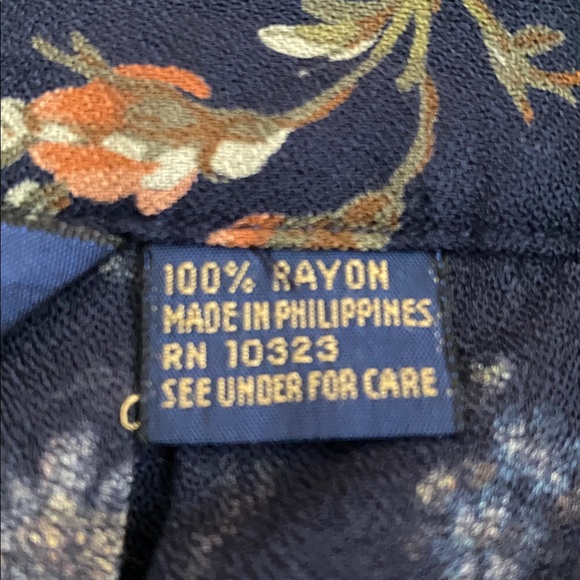 100% RAYON
MADE IN PHILIPPINES
RN 10323
SEE UNDER FOR CARE